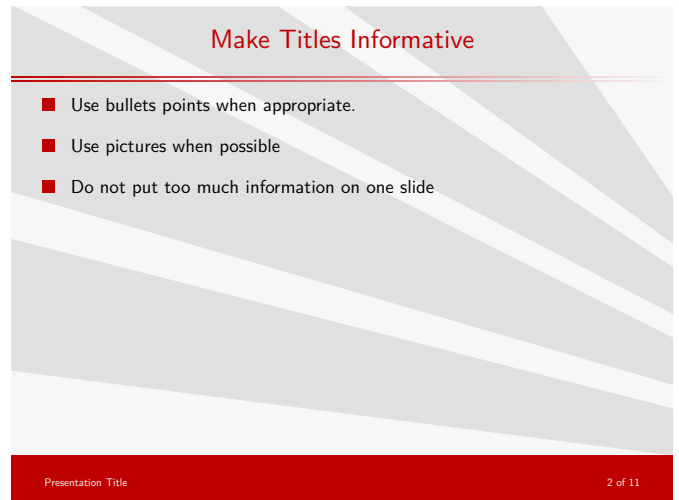 Make Titles Informative
Use bullets points when appropriate.
Use pictures when possible
Do not put too much information on one slide
Presentation Title
2 of 11